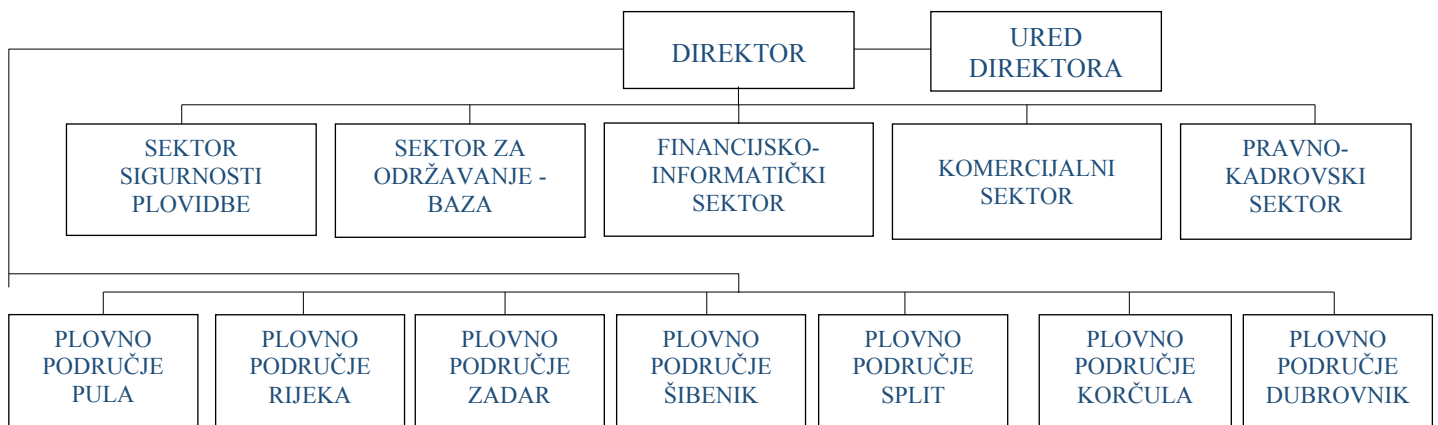 DIREKTOR
URED
DIREKTORA
SEKTOR
SIGURNOSTI
PLOVIDBE
SEKTOR ZA
ODRŽAVANJE -
BAZA
FINANCIJSKO-
INFORMATIČKI
SEKTOR
KOMERCIJALNI
SEKTOR
PRAVNO-
KADROVSKI
SEKTOR
PLOVNO
PODRUČJE
PULA
PLOVNO
PODRUČJE
RIJEKA
PLOVNO
PODRUČJE
ZADAR
PLOVNO
PODRUČJE
ŠIBENIK
PLOVNO
PODRUČJE
SPLIT
PLOVNO
PODRUČJE
KORČULA
PLOVNO
PODRUČJE
DUBROVNIK